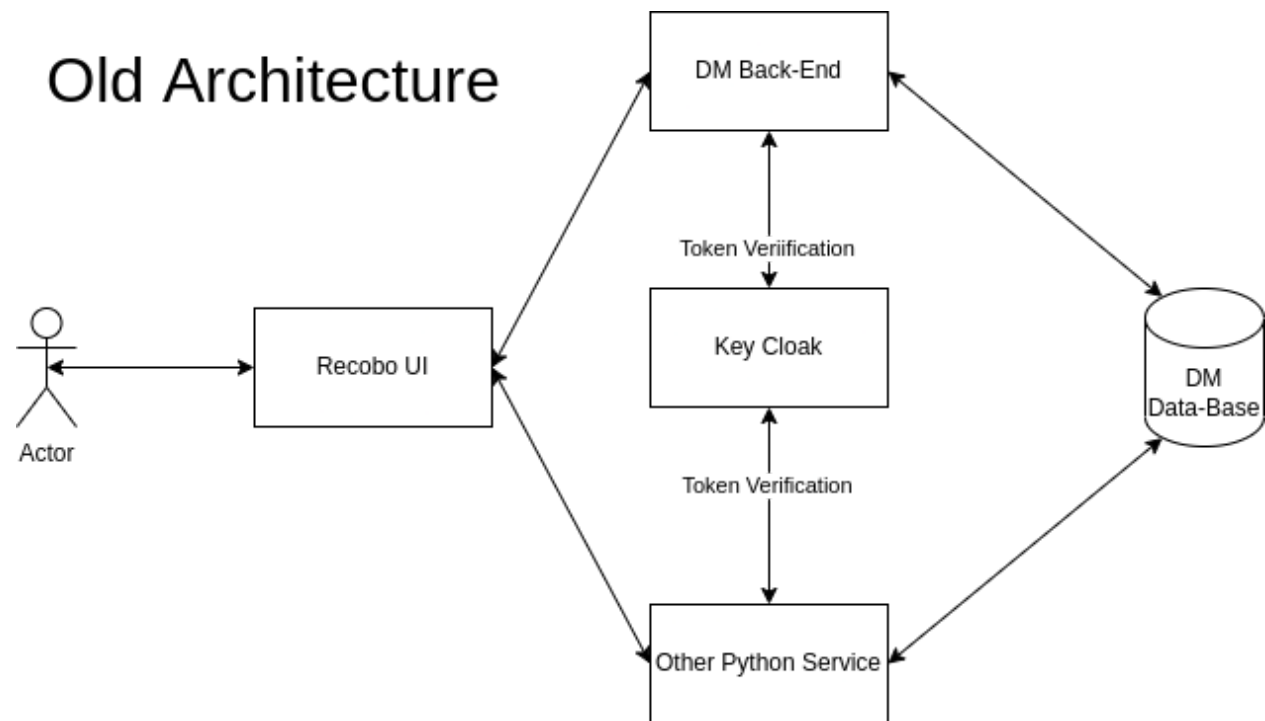 Old Architecture
DM Back-End
Token Veriification
Key Cloak
Recobo UI
Actor
DM
Data-Base
Token Verification
Other Python Service